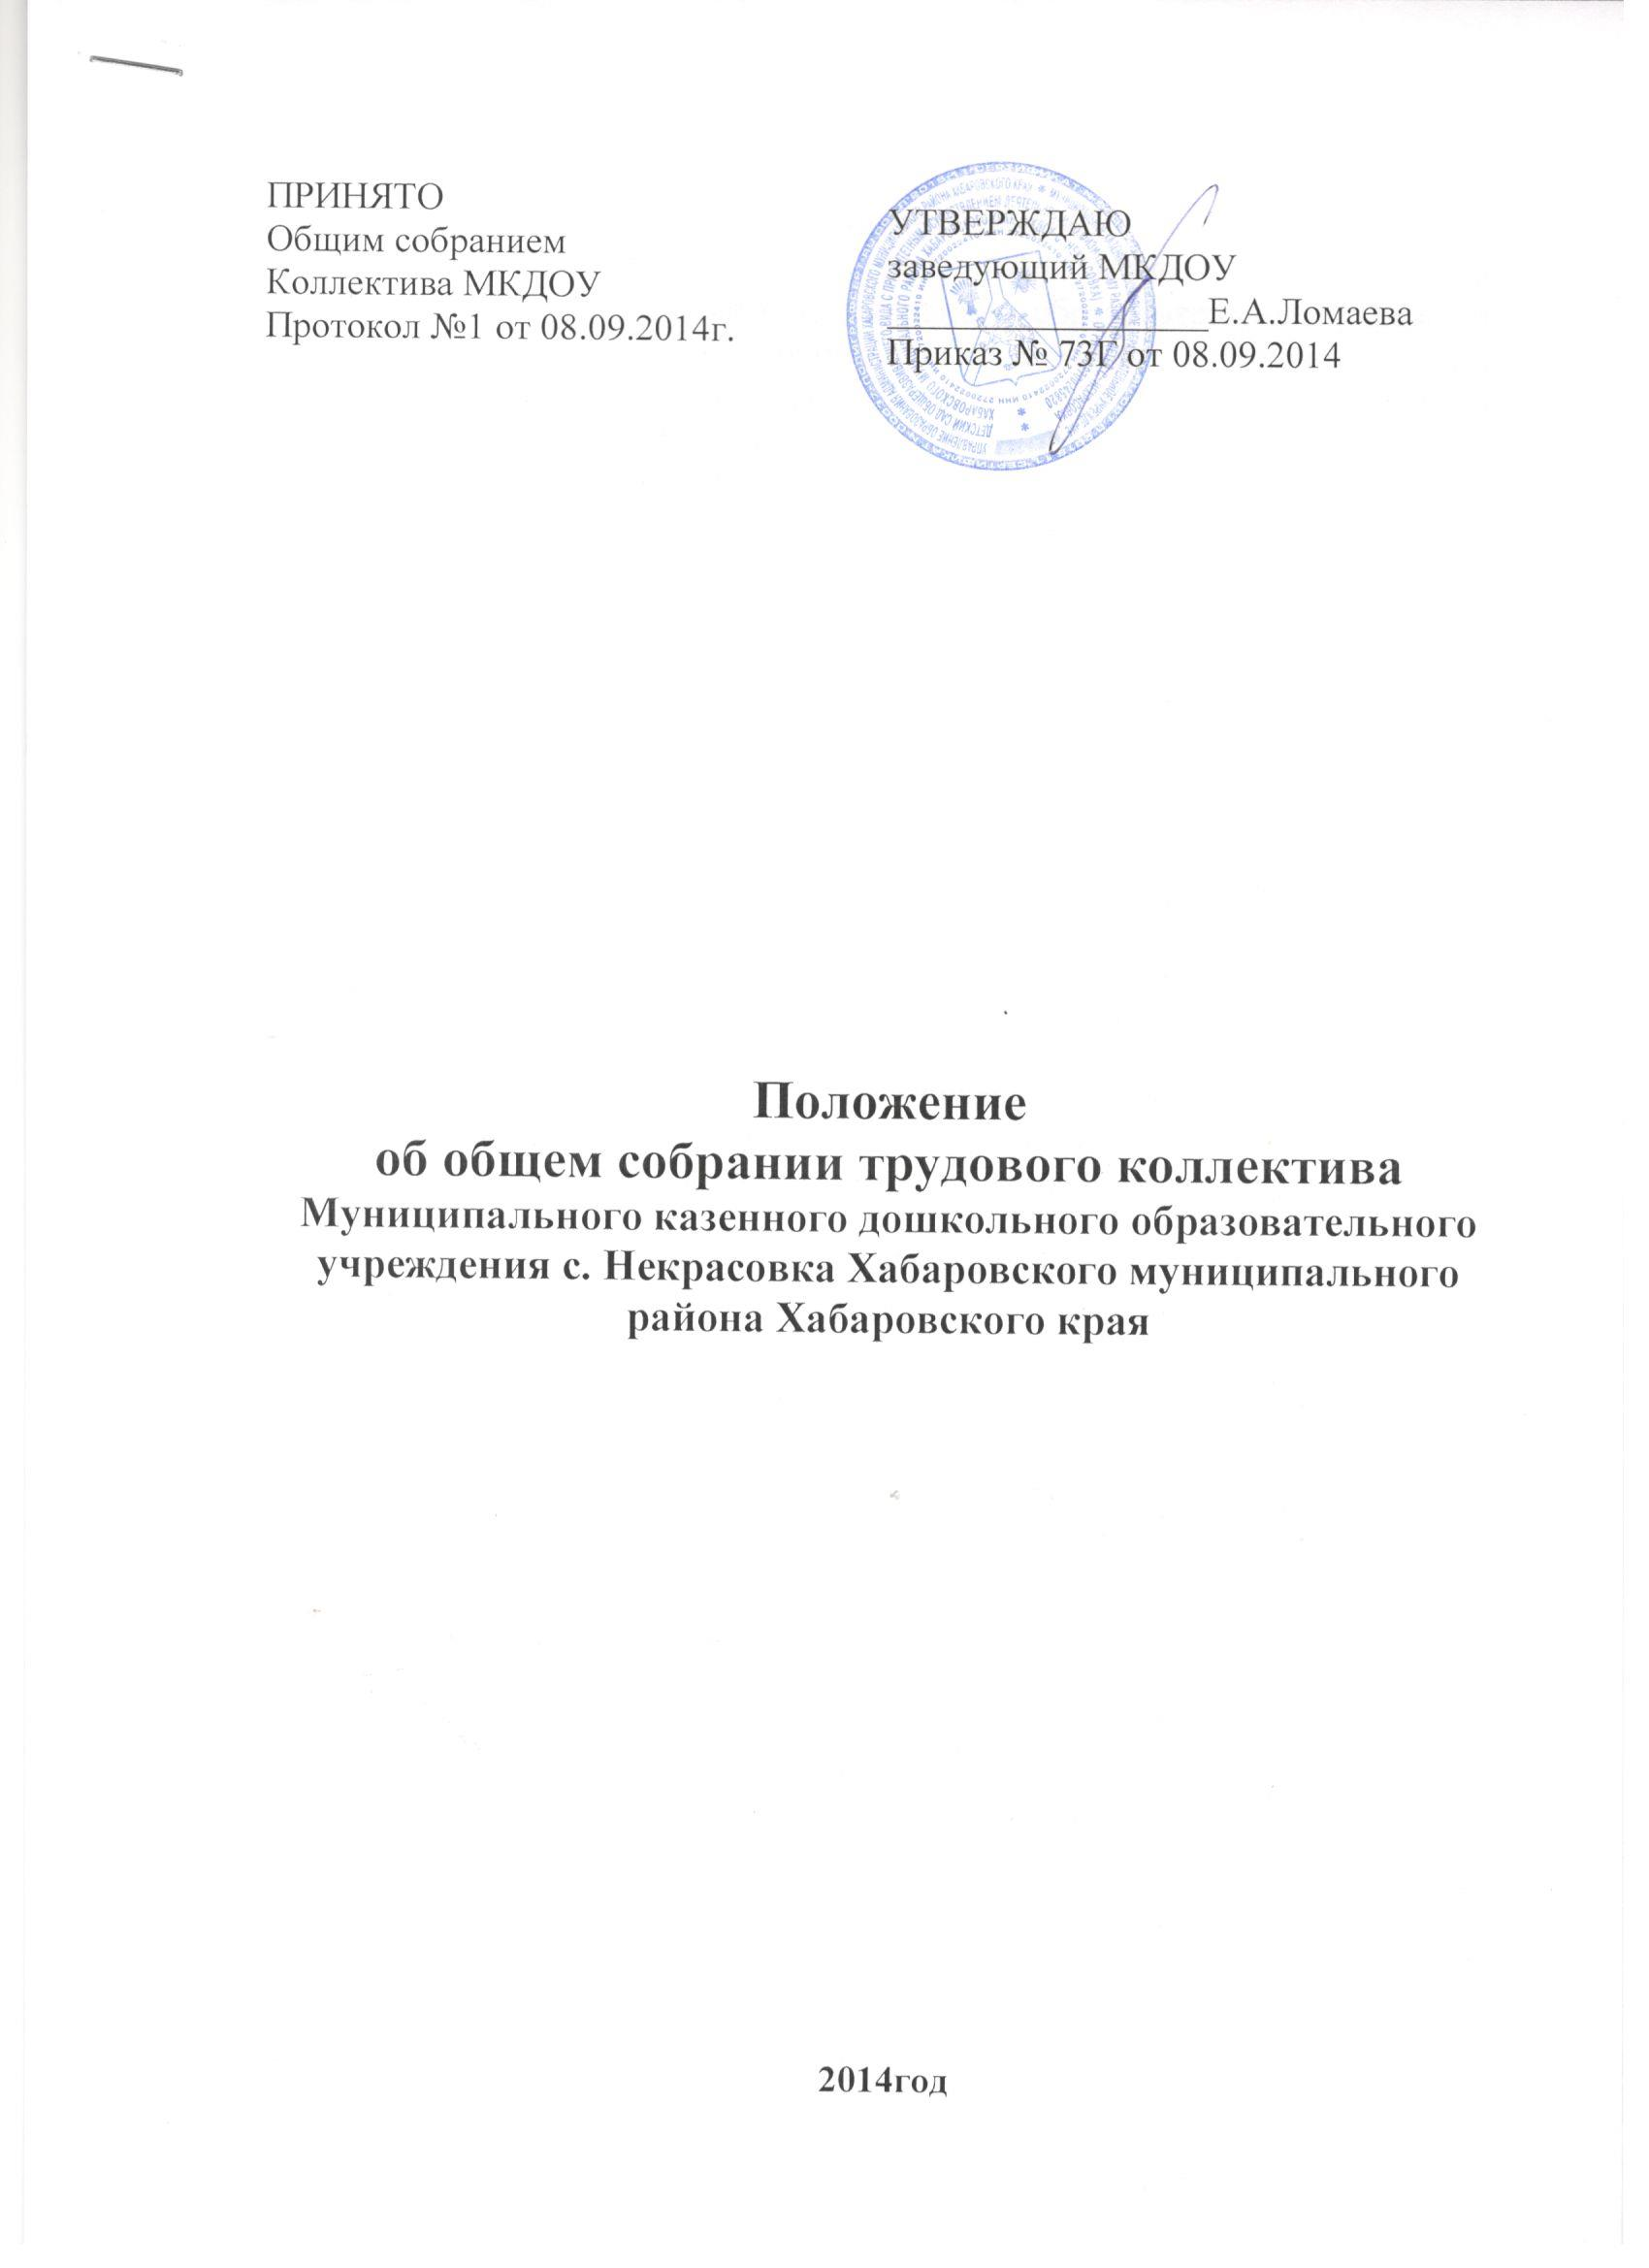 ПРИНЯТО
Общим собранием
Коллектива МКДОУ
Протокол №1 от 08.09.2014г.
УТВЕРЖДАЮ
заведующий МКДОУ
_________________Е.А.Ломаева
Приказ № 73Г от 08.09.2014
Положение
об общем собрании трудового коллектива
Муниципального казенного дошкольного образовательного
учреждения с. Некрасовка Хабаровского муниципального
района Хабаровского края
2014год